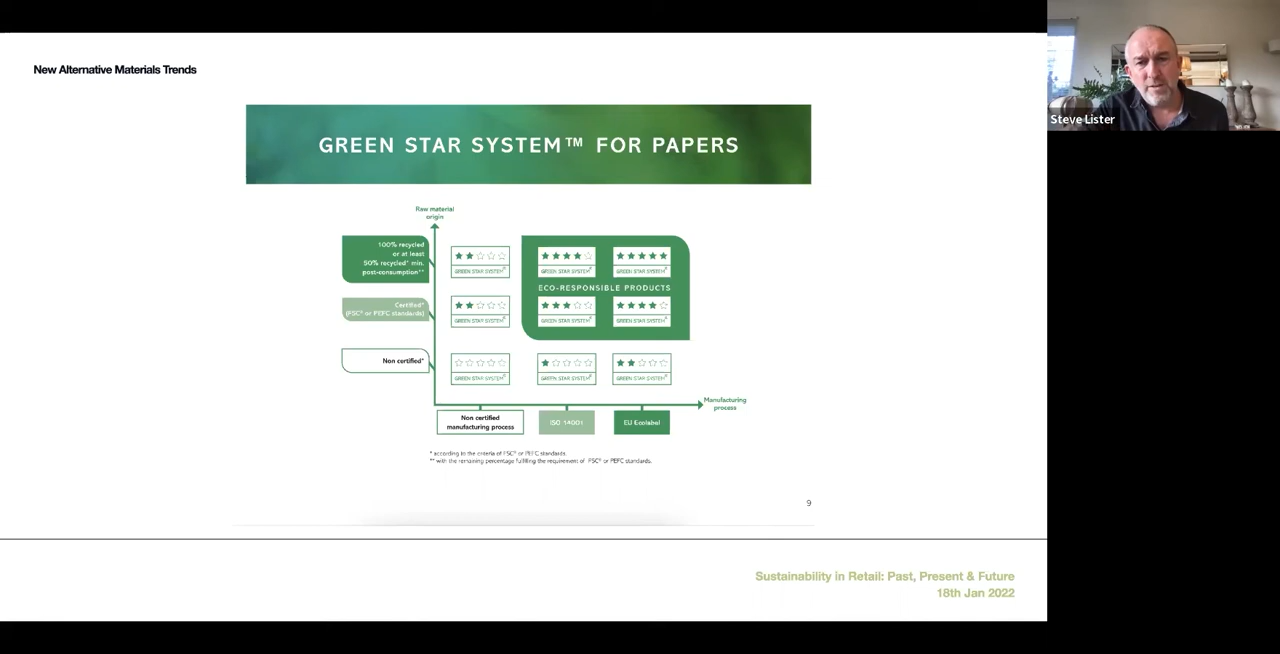 New Alternative Materials Trends
Steve Lister
GREEN STAR SYSTEM™ FOR PAPERS
Raw material
origin
100% recycled
or at least
50% recycled* min.
post-consumption**
GREEN STAR SYSTEM®
GREEN STAR SYSTEM®
GREEN STAR SYSTEM®
ECO-RESPONSIBLE PRODUCTS
Certified*
(FSC® or PEFC standards)
GREEN STAR SYSTEM®
GREEN STAR SYSTEM®
GREEN STAR SYSTEM®
Non certified*
GREEN STAR SYSTEM®
GREEN STAR SYSTEM®
GREEN STAR SYSTEM®
Manufacturing
process
Non certified
manufacturing process
ISO 14001
EU Ecolabel
* according to the criteria of FSC® or PEFC standards.
** with the remaining percentage fulfilling the requirement of FSC® or PEFC standards.
9
Sustainability in Retail: Past, Present & Future
18th Jan 2022